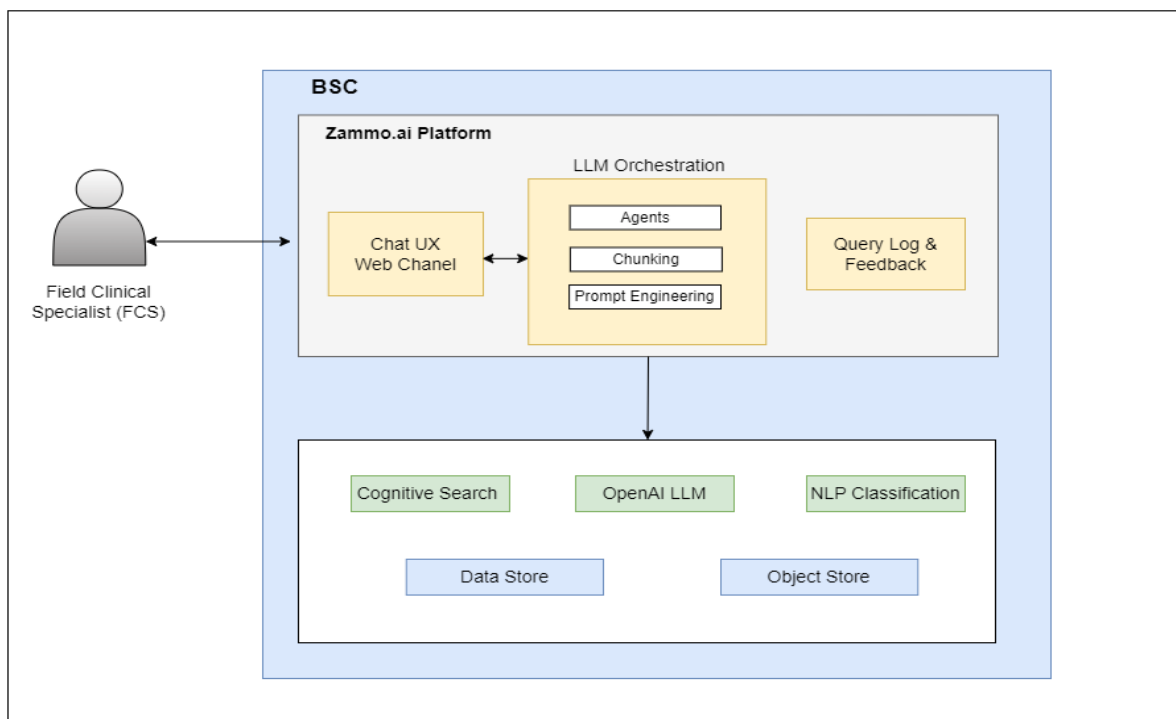 BSC
Zammo.ai Platform
LLM Orchestration
Agents
Chunking
Prompt Engineering
Chat UX
Web Chanel
Query Log &
Feedback
Field Clinical
Specialist (FCS)
Cognitive Search
OpenAI LLM
NLP Classification
Data Store
Object Store